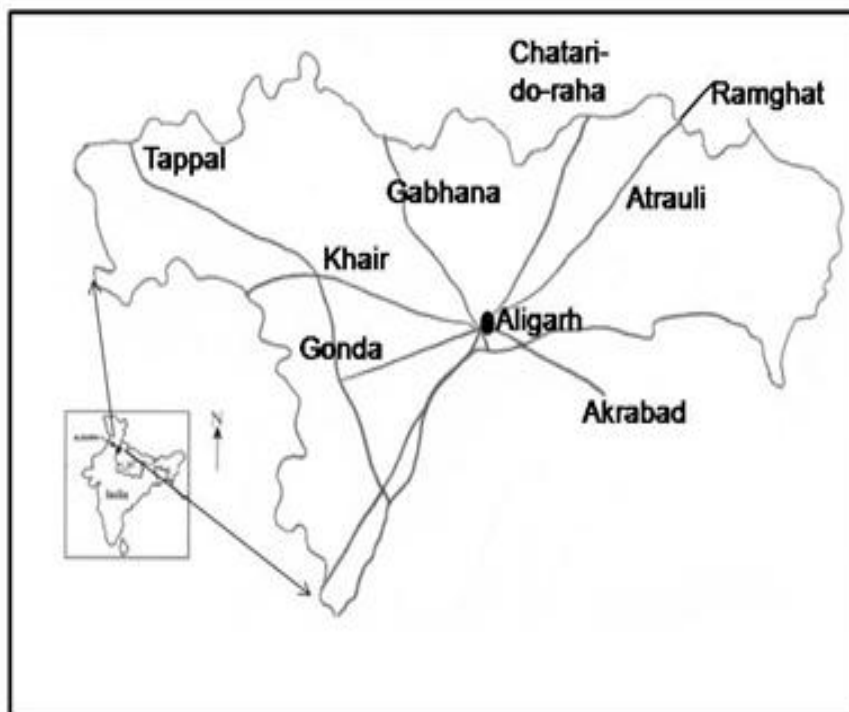 Chatari-
do-raha
Ramghat
Tappal
Gabhana
Atrauli
Khair
Aligarh
Gonda
Akrabad
N
India